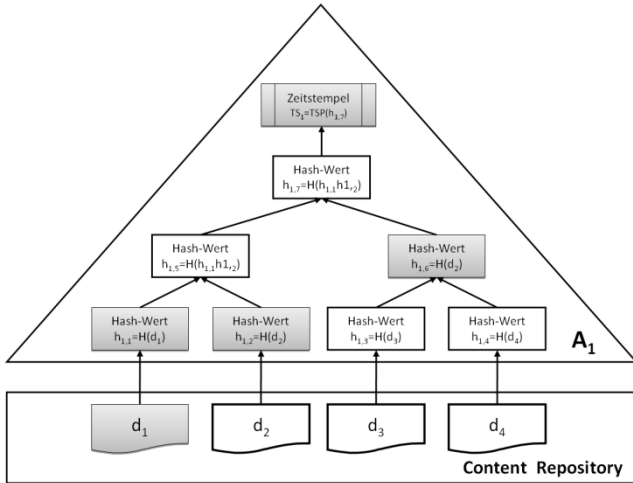 Zeitstempel
TS₁=TSP(h₁,₇)
Hash-Wert
h₁,₇=H(h₁,₁h1,₂)
Hash-Wert
h₁,₅=H(h₁,₁h1,₂)
Hash-Wert
h₁,₆=H(d₂)
Hash-Wert
h₁,₁=H(d₁)
Hash-Wert
h₁,₂=H(d₂)
Hash-Wert
h₁,₃=H(d₃)
Hash-Wert
h₁,₄=H(d₄)
A₁
d₁
d₂
d₃
d₄
Content Repository